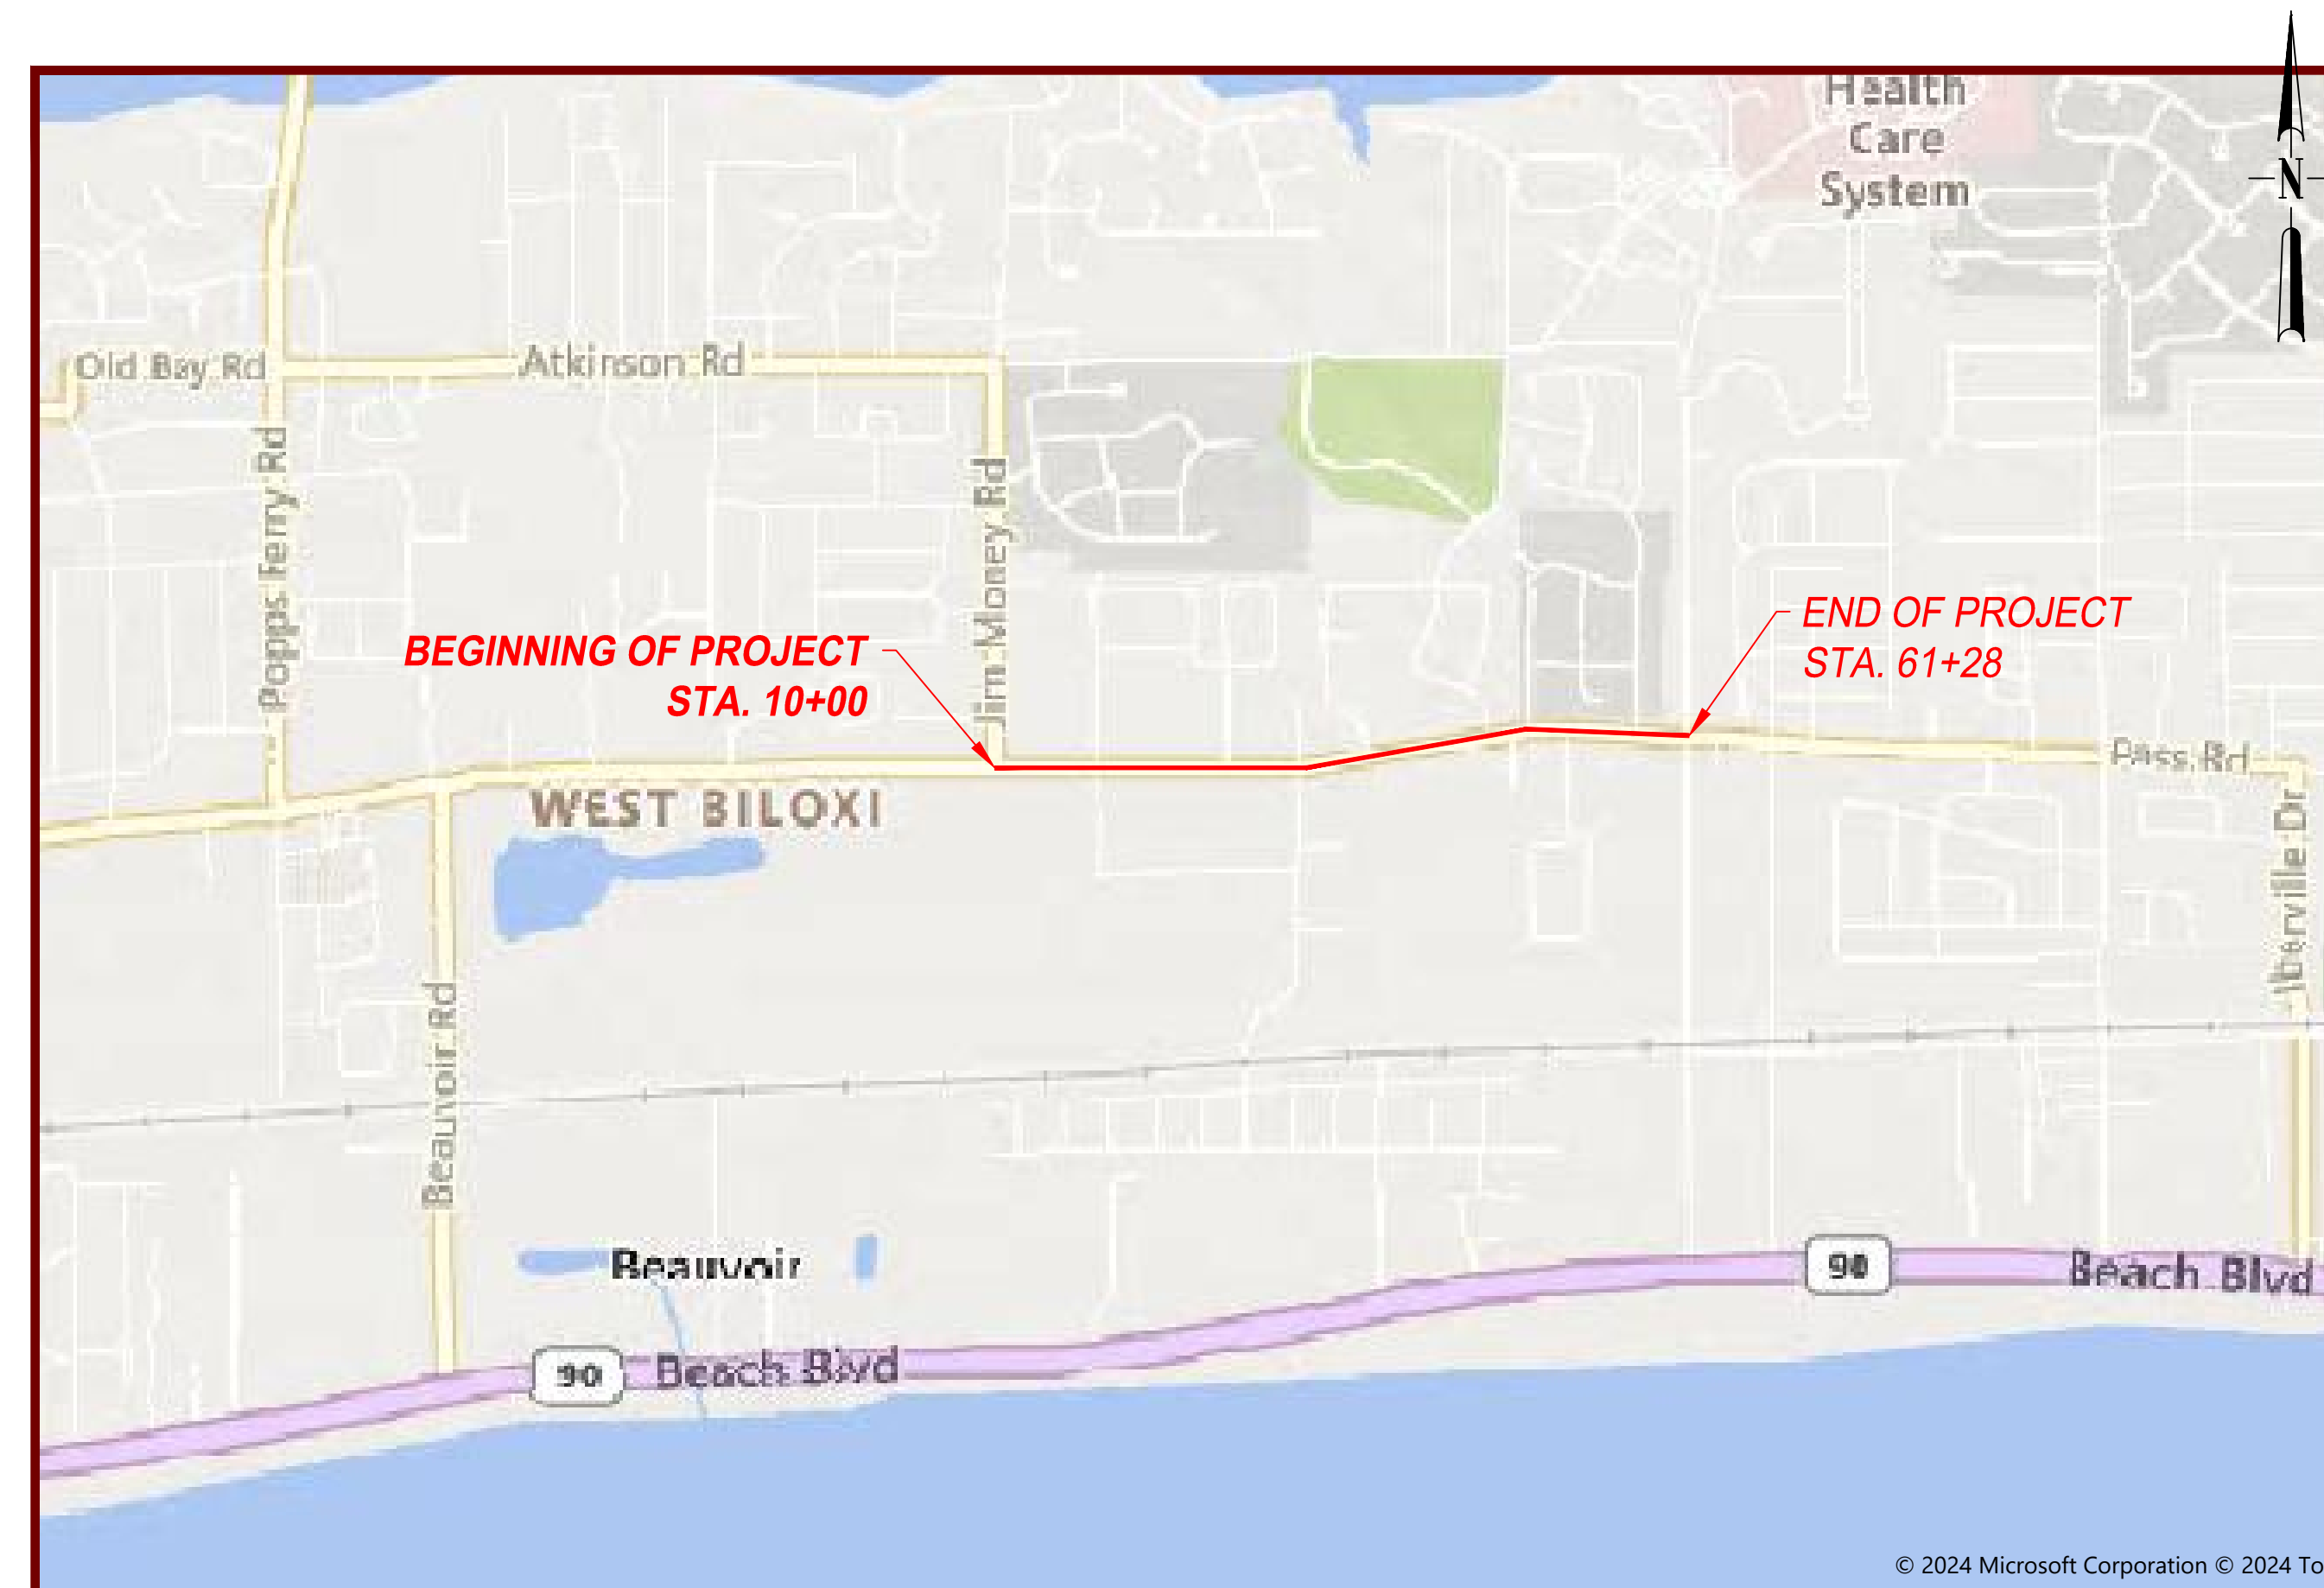 Health
Care
System
N
Old Bay Rd
Atkinson Rd
Popps Ferry Rd
Jim Money Rd
BEGINNING OF PROJECT
STA. 10+00
END OF PROJECT
STA. 61+28
Pass Rd
WEST BILOXI
Iberville Dr
Beauvoir Rd
Beauvoir
90
Beach Blvd
90
Beach Blvd
© 2024 Microsoft Corporation © 2024 To